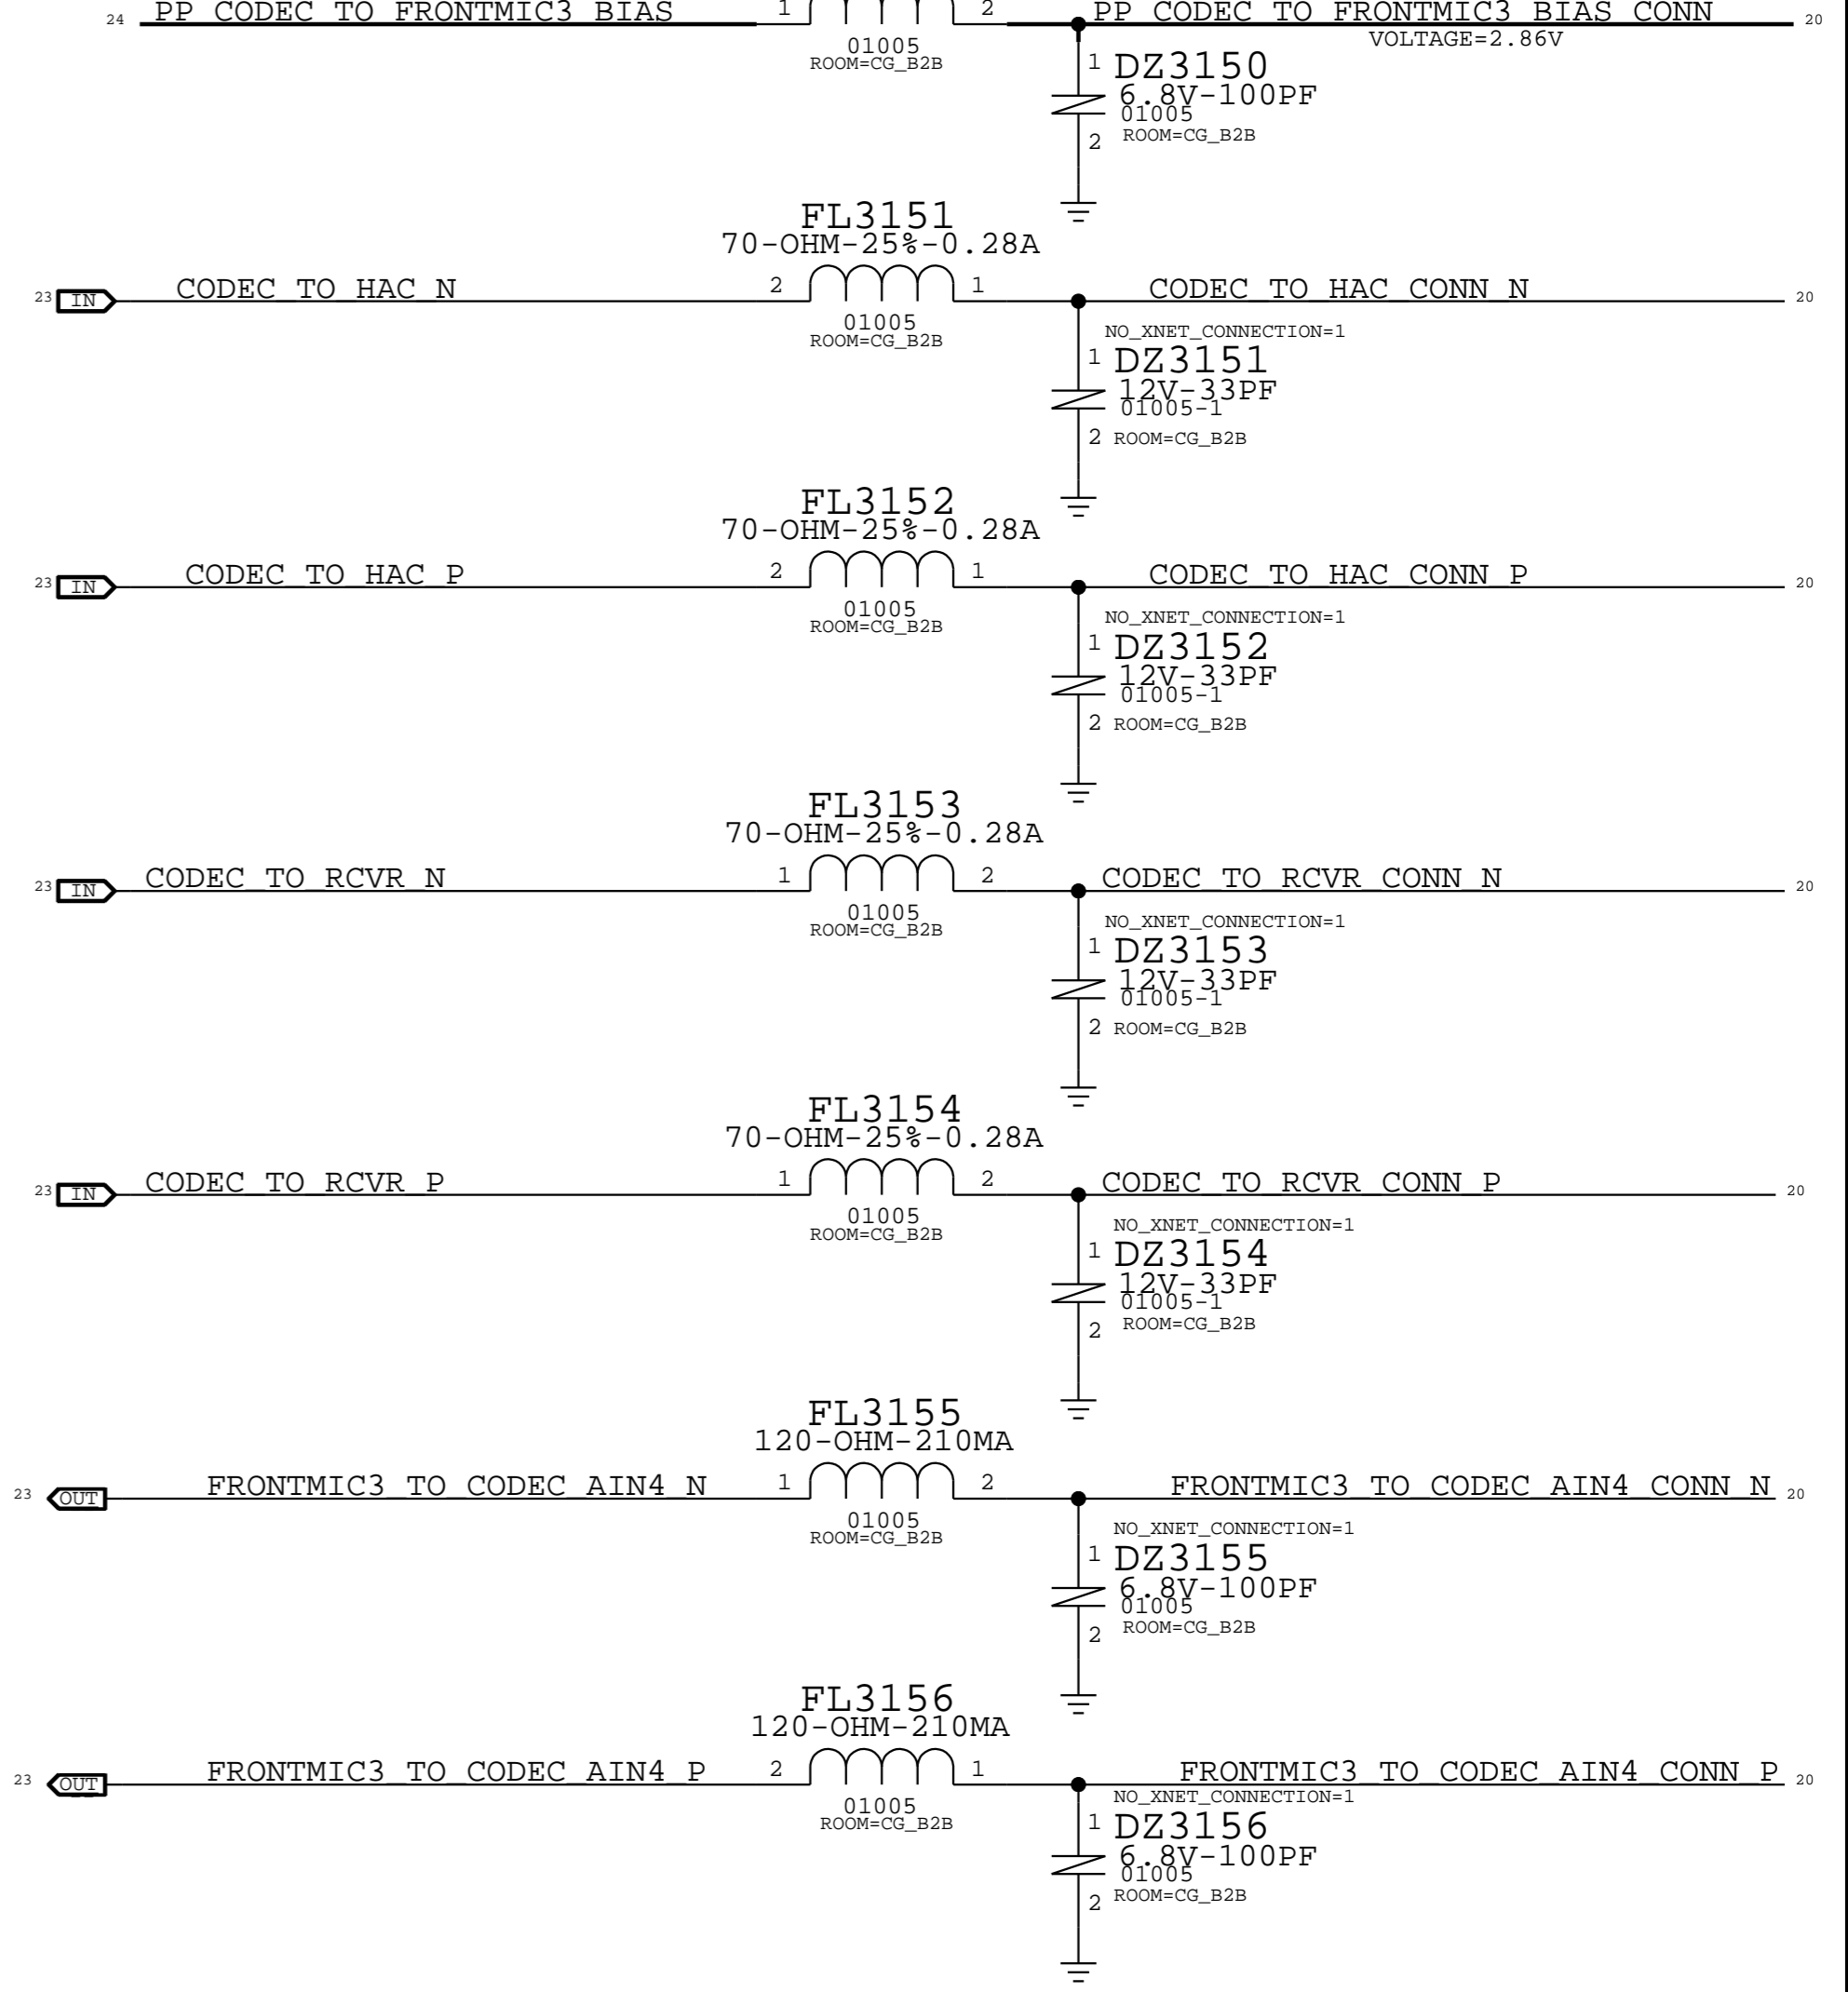 24 PP_CODEC_TO_FRONTMIC3_BIAS 1 2 PP_CODEC_TO_FRONTMIC3_BIAS_CONN 20
VOLTAGE=2.86V
01005
ROOM=CG_B2B
1 DZ3150
6.8V-100PF
01005
2 ROOM=CG_B2B
FL3151
70-OHM-25%-0.28A
23 IN CODEC_TO_HAC_N 2 1 CODEC_TO_HAC_CONN_N 20
01005
ROOM=CG_B2B
NO_XNET_CONNECTION=1
1 DZ3151
12V-33PF
01005-1
2 ROOM=CG_B2B
FL3152
70-OHM-25%-0.28A
23 IN CODEC_TO_HAC_P 2 1 CODEC_TO_HAC_CONN_P 20
01005
ROOM=CG_B2B
NO_XNET_CONNECTION=1
1 DZ3152
12V-33PF
01005-1
2 ROOM=CG_B2B
FL3153
70-OHM-25%-0.28A
23 IN CODEC_TO_RCVR_N 1 2 CODEC_TO_RCVR_CONN_N 20
01005
ROOM=CG_B2B
NO_XNET_CONNECTION=1
1 DZ3153
12V-33PF
01005-1
2 ROOM=CG_B2B
FL3154
70-OHM-25%-0.28A
23 IN CODEC_TO_RCVR_P 1 2 CODEC_TO_RCVR_CONN_P 20
01005
ROOM=CG_B2B
NO_XNET_CONNECTION=1
1 DZ3154
12V-33PF
01005-1
2 ROOM=CG_B2B
FL3155
120-OHM-210MA
23 OUT FRONTMIC3_TO_CODEC_AIN4_N 1 2 FRONTMIC3_TO_CODEC_AIN4_CONN_N 20
01005
ROOM=CG_B2B
NO_XNET_CONNECTION=1
1 DZ3155
6.8V-100PF
01005
2 ROOM=CG_B2B
FL3156
120-OHM-210MA
23 OUT FRONTMIC3_TO_CODEC_AIN4_P 2 1 FRONTMIC3_TO_CODEC_AIN4_CONN_P 20
01005
ROOM=CG_B2B
NO_XNET_CONNECTION=1
1 DZ3156
6.8V-100PF
01005
2 ROOM=CG_B2B